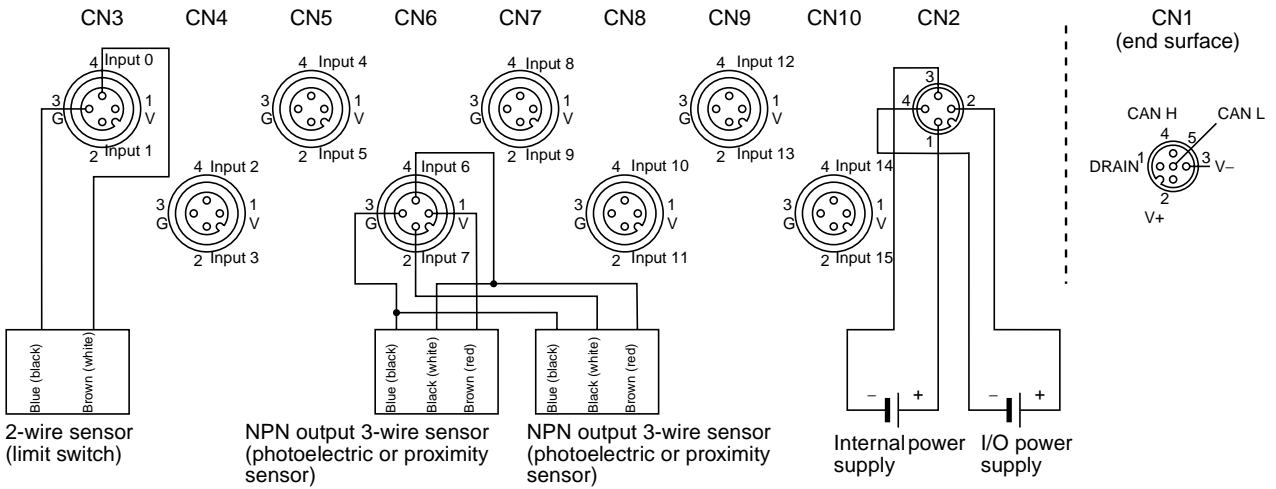 CN3 CN4 CN5 CN6 CN7 CN8 CN9 CN10 CN2 CN1
(end surface)
4 Input 0
3 1
G V
2 Input 1
4 Input 2
3 1
G V
2 Input 3
4 Input 4
3 1
G V
2 Input 5
4 Input 6
3 1
G V
2 Input 7
4 Input 8
3 1
G V
2 Input 9
4 Input 10
3 1
G V
2 Input 11
4 Input 12
3 1
G V
2 Input 13
4 Input 14
3 1
G V
2 Input 15
3
4 2
1
CAN H CAN L
4 5
DRAIN 1 3 V–
2
V+
Blue (black)
Brown (white)
Blue (black)
Black (white)
Brown (red)
Blue (black)
Black (white)
Brown (red)
– +
– +
2-wire sensor
(limit switch)
NPN output 3-wire sensor
(photoelectric or proximity
sensor)
NPN output 3-wire sensor
(photoelectric or proximity
sensor)
Internal power
supply
I/O power
supply